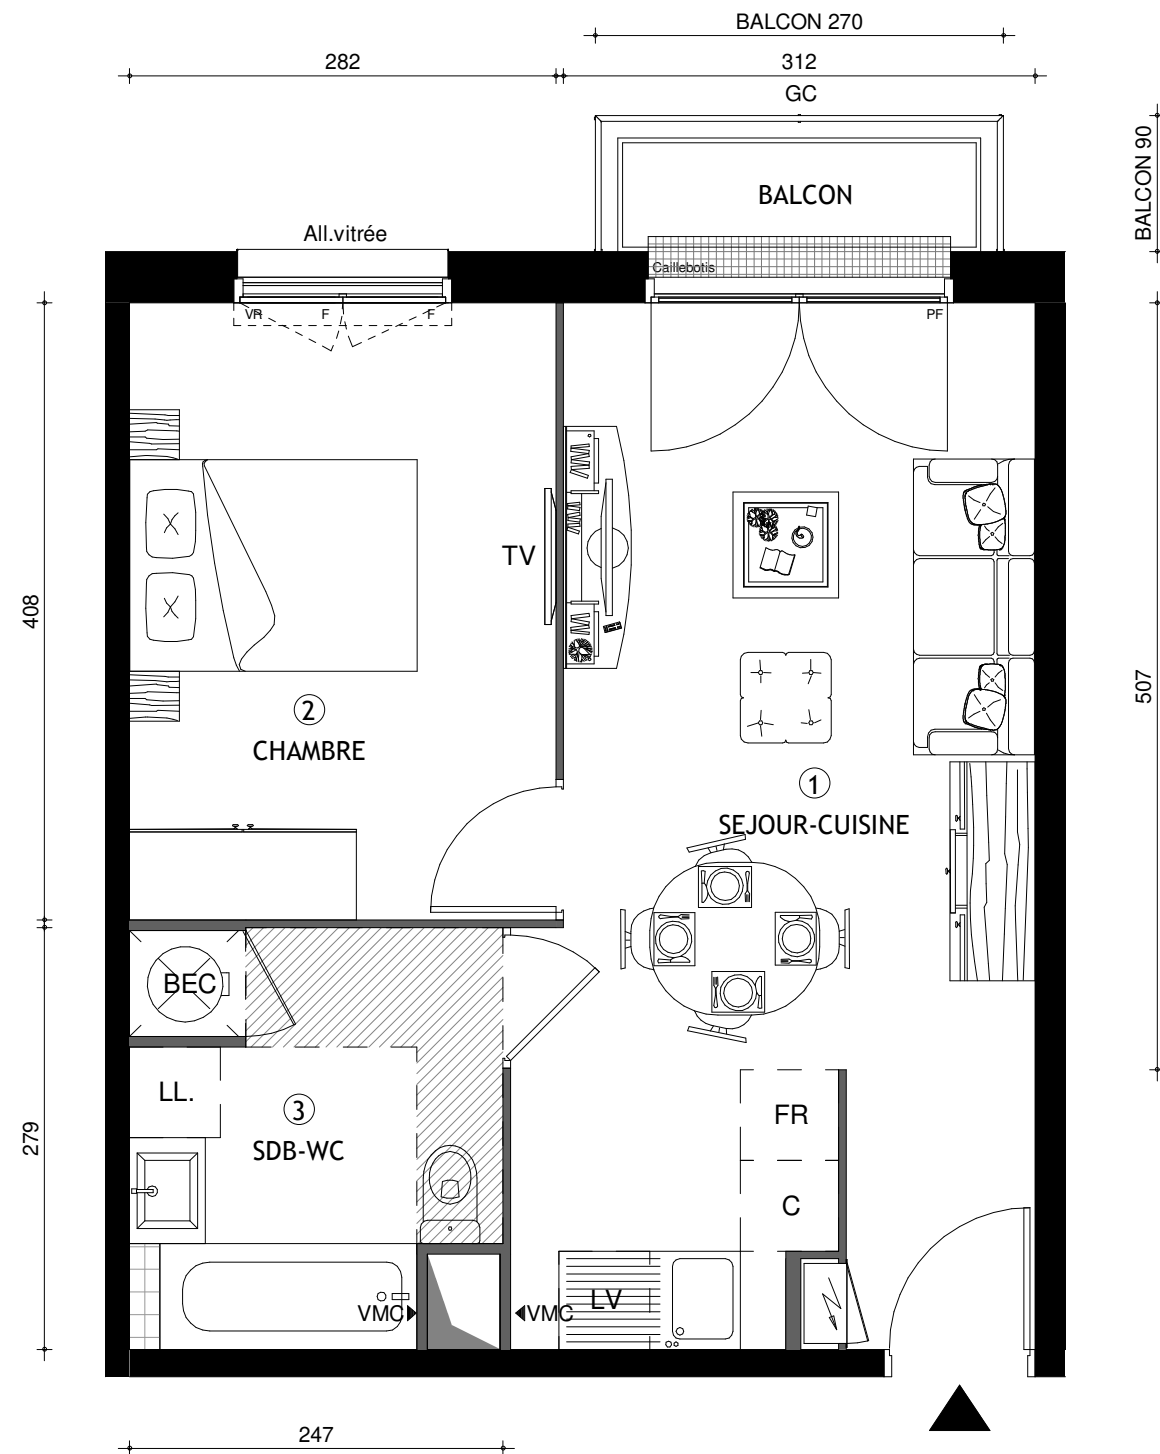 BALCON 270
282
312
GC
BALCON 90
BALCON
All.vitrée
Caillebotis
VR
F
F
PF
408
TV
507
2
CHAMBRE
1
SEJOUR-CUISINE
BEC
LL.
3
SDB-WC
FR
279
C
LV
VMC
VMC
247